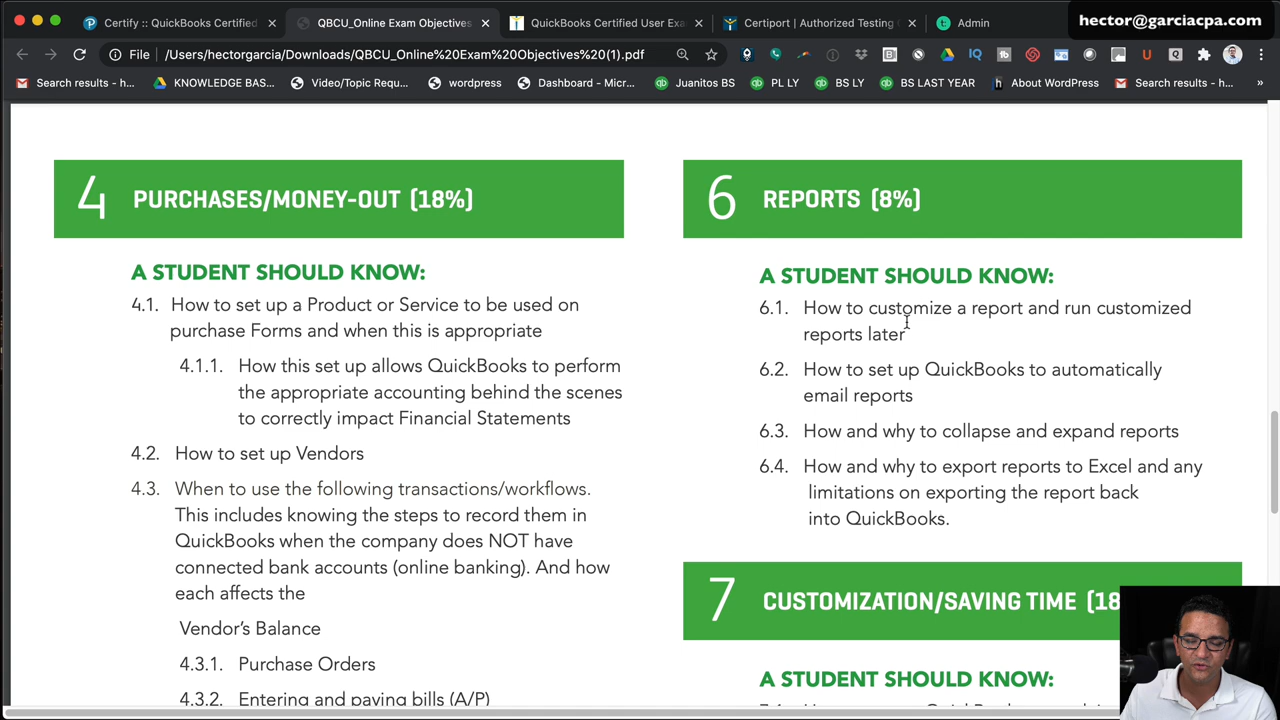 hector@garciacpa.com
Certify :: QuickBooks Certified
QBCU_Online Exam Objectives
QuickBooks Certified User Exa
Certiport | Authorized Testing
Admin
File
/Users/hectorgarcia/Downloads/QBCU_Online%20Exam%20Objectives%20(1).pdf
Search results - h...
KNOWLEDGE BAS...
Video/Topic Requ...
wordpress
Dashboard - Micr...
Juanitos BS
PL LY
BS LY
BS LAST YEAR
About WordPress
Search results - h...
»
4 PURCHASES/MONEY-OUT (18%)
A STUDENT SHOULD KNOW:
4.1. How to set up a Product or Service to be used on
purchase Forms and when this is appropriate
4.1.1. How this set up allows QuickBooks to perform
the appropriate accounting behind the scenes
to correctly impact Financial Statements
4.2. How to set up Vendors
4.3. When to use the following transactions/workflows.
This includes knowing the steps to record them in
QuickBooks when the company does NOT have
connected bank accounts (online banking). And how
each affects the
Vendor's Balance
4.3.1. Purchase Orders
4.3.2. Entering and paying bills (A/P)
6 REPORTS (8%)
A STUDENT SHOULD KNOW:
6.1. How to customize a report and run customized
reports later
6.2. How to set up QuickBooks to automatically
email reports
6.3. How and why to collapse and expand reports
6.4. How and why to export reports to Excel and any
limitations on exporting the report back
into QuickBooks.
7 CUSTOMIZATION/SAVING TIME (18
A STUDENT SHOULD KNOW: